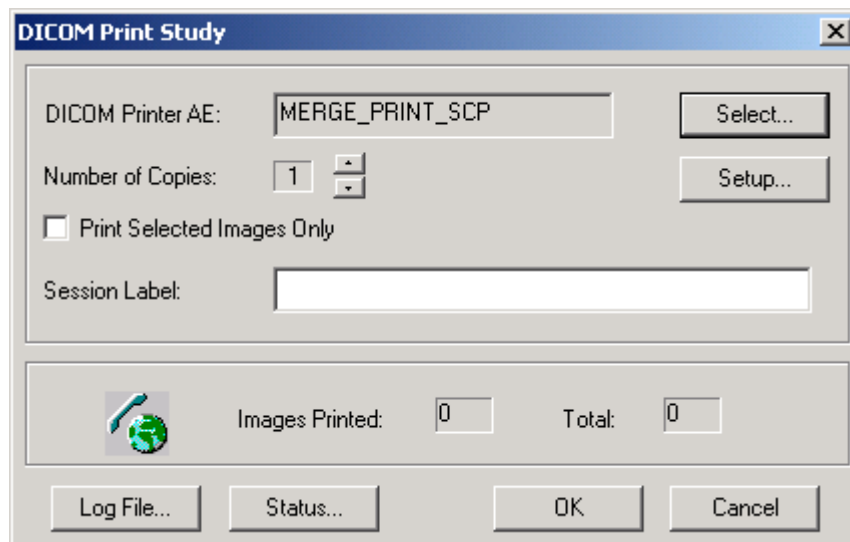 DICOM Print Study
DICOM Printer AE: MERGE_PRINT_SCP Select...
Number of Copies: 1 Setup...
Print Selected Images Only
Session Label:
Images Printed: 0 Total: 0
Log File... Status... OK Cancel